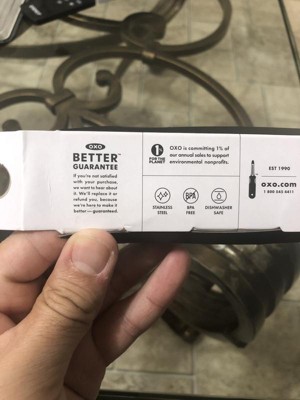 OXO
BETTER™
GUARANTEE
If you're not satisfied
with your purchase,
we want to hear about
it. We'll replace it or
refund you, because
we're here to make it
better—guaranteed.
1%
FOR THE
PLANET
OXO is committing 1% of
our annual sales to support
environmental nonprofits.
STAINLESS
STEEL
BPA
BPA
FREE
DISHWASHER
SAFE
EST 1990
oxo.com